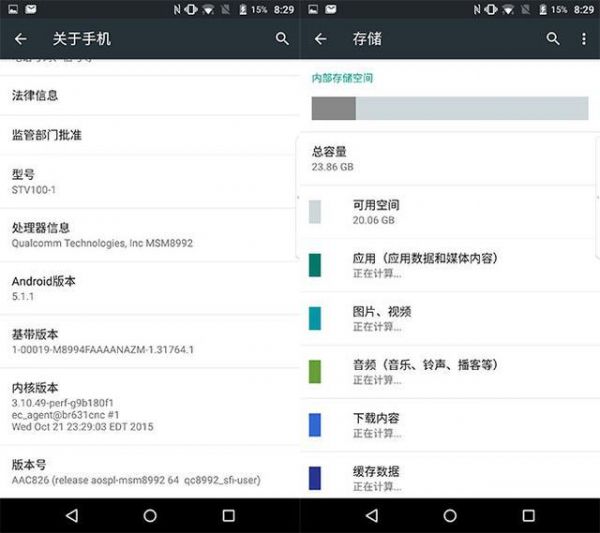 15% 8:29
关于手机
法律信息
监管部门批准
型号
STV100-1
处理器信息
Qualcomm Technologies, Inc MSM8992
Android版本
5.1.1
基带版本
1-00019-M8994FAAAANAZM-1.31764.1
内核版本
3.10.49-perf-g9b180f1
ec_agent@br631cnc #1
Wed Oct 21 23:29:03 EDT 2015
版本号
AAC826 (release aospl-msm8992 64 qc8992_sfi-user)
15% 8:29
存储
内部存储空间
总容量
23.86 GB
可用空间
20.06 GB
应用（应用数据和媒体内容）
正在计算...
图片、视频
正在计算...
音频（音乐、铃声、播客等）
正在计算...
下载内容
正在计算...
缓存数据
正在计算...